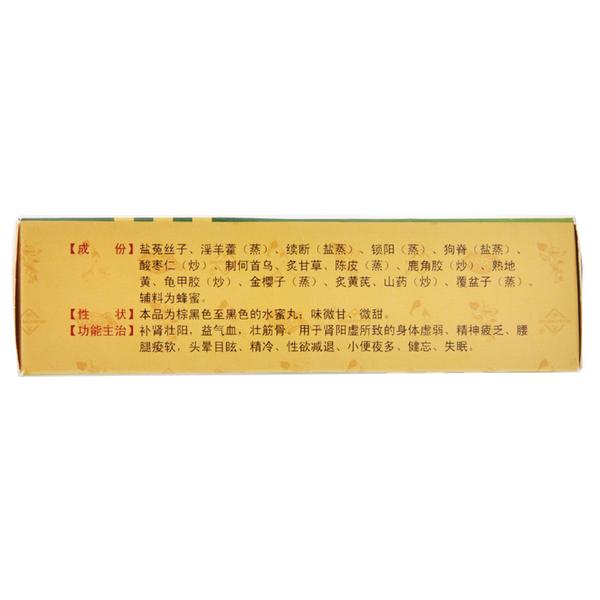 【成　份】盐菟丝子、淫羊藿（蒸）、续断（盐蒸）、锁阳（蒸）、狗脊（盐蒸）、
酸枣仁（炒）、制何首乌、炙甘草、陈皮（蒸）、鹿角胶（炒）、熟地
黄、龟甲胶（炒）、金樱子（蒸）、炙黄芪、山药（炒）、覆盆子（蒸）。
辅料为蜂蜜。
【性　状】本品为棕黑色至黑色的水蜜丸；味微甘、微甜。
【功能主治】补肾壮阳，益气血，壮筋骨。用于肾阳虚所致的身体虚弱、精神疲乏、腰
腿痠软，头晕目眩、精冷、性欲减退、小便夜多、健忘、失眠。